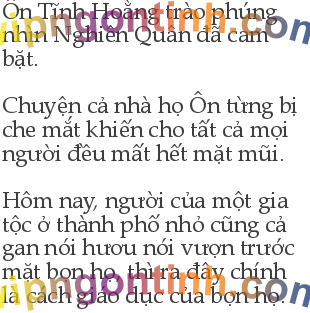 Ôn Tĩnh Hoằng trào phúng
nhìn Nghiên Quân đã câm
bặt.
Chuyện cả nhà họ Ôn từng bị
che mắt khiến cho tất cả mọi
người đều mất hết mặt mũi.
Hôm nay, người của một gia
tộc ở thành phố nhỏ cũng cả
gan nói hươu nói vượn trước
mặt bọn họ, thì ra đây chính
là cách giáo dục của bọn họ.